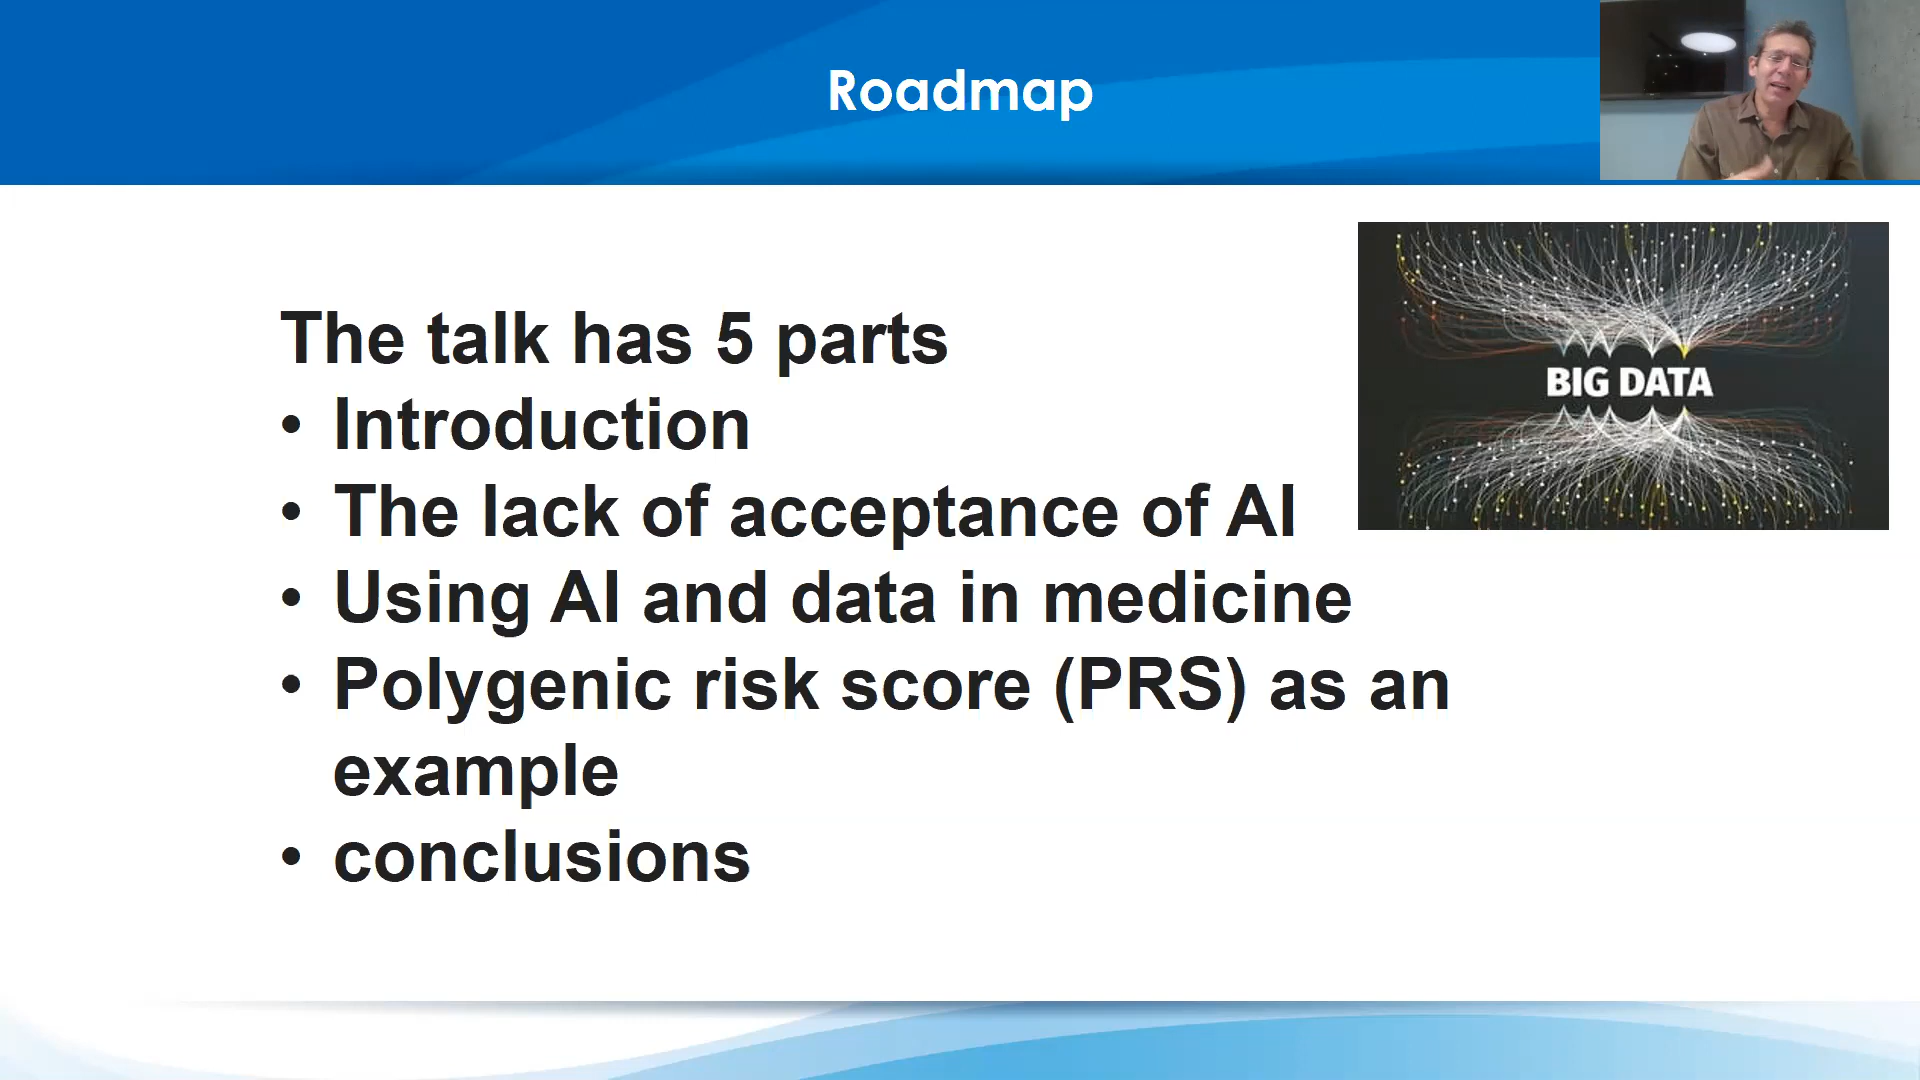 Roadmap
BIG DATA
The talk has 5 parts
• Introduction
• The lack of acceptance of AI
• Using AI and data in medicine
• Polygenic risk score (PRS) as an
example
• conclusions